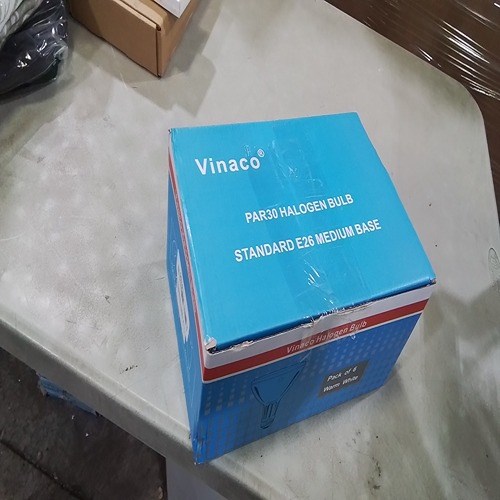 Vinaco®
PAR30 HALOGEN BULB
STANDARD E26 MEDIUM BASE
Vinaco Halogen Bulb
Pack of 6
Warm White